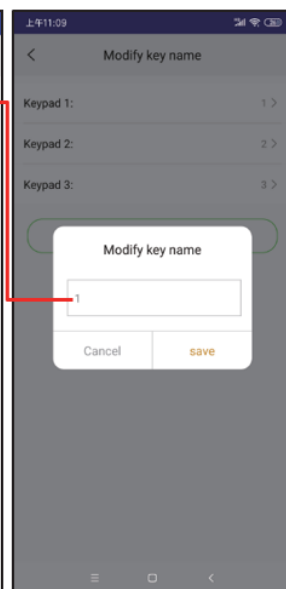 上午11:09
Modify key name
Keypad 1: 1
Keypad 2: 2
Keypad 3: 3
Modify key name
1
Cancel save